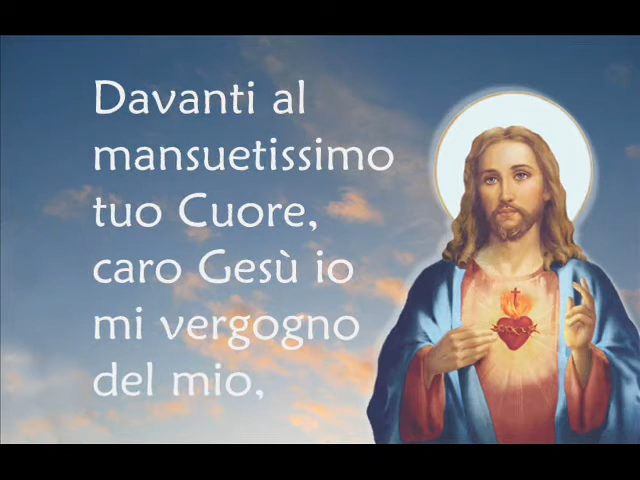 Davanti al
mansuetissimo
tuo Cuore,
caro Gesù io
mi vergogno
del mio,